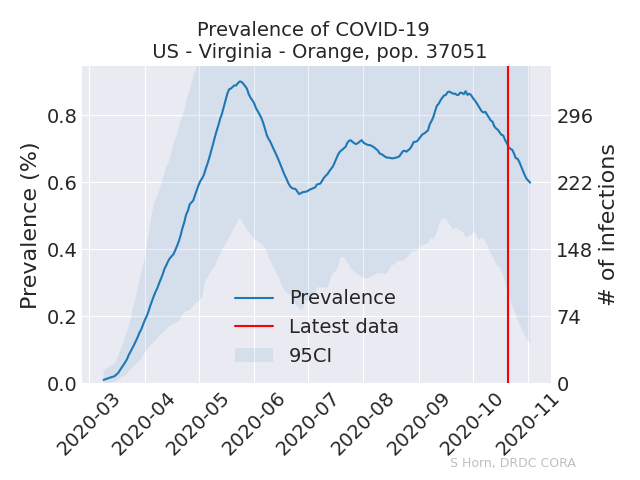 Prevalence of COVID-19
US - Virginia - Orange, pop. 37051
Prevalence (%)
0.8
0.6
0.4
0.2
0.0
296
222
148
74
0
# of infections
Prevalence
Latest data
95CI
2020-03
2020-04
2020-05
2020-06
2020-07
2020-08
2020-09
2020-10
2020-11
S Horn, DRDC CORA